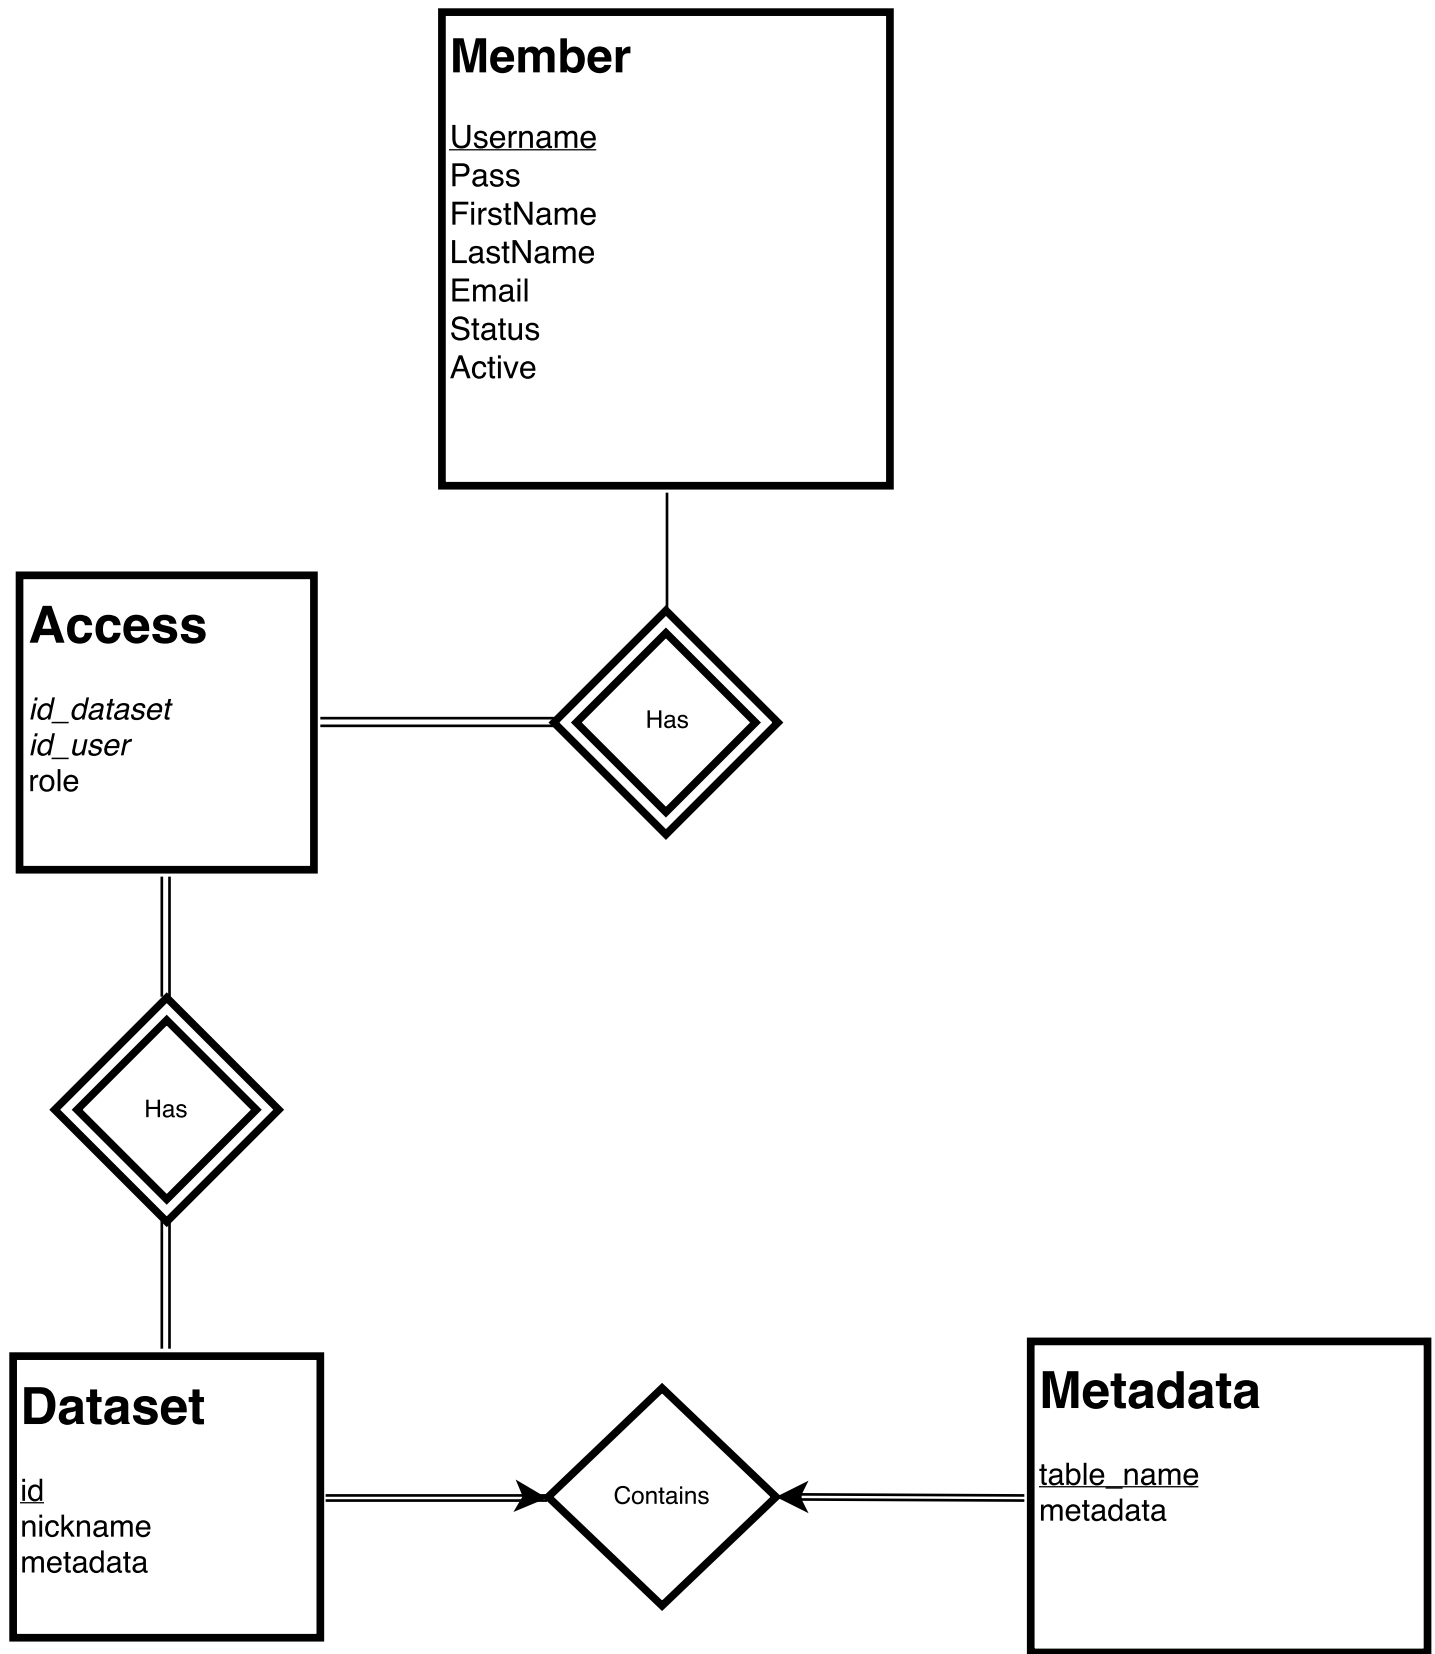 Member
Username
Pass
FirstName
LastName
Email
Status
Active
Access
id_dataset
id_user
role
Has
Has
Dataset
id
nickname
metadata
Contains
Metadata
table_name
metadata